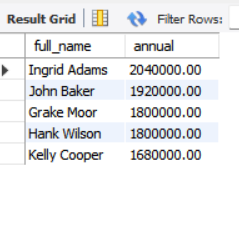 Result Grid Filter Rows:
full_name annual
Ingrid Adams 2040000.00
John Baker 1920000.00
Grake Moor 1800000.00
Hank Wilson 1800000.00
Kelly Cooper 1680000.00